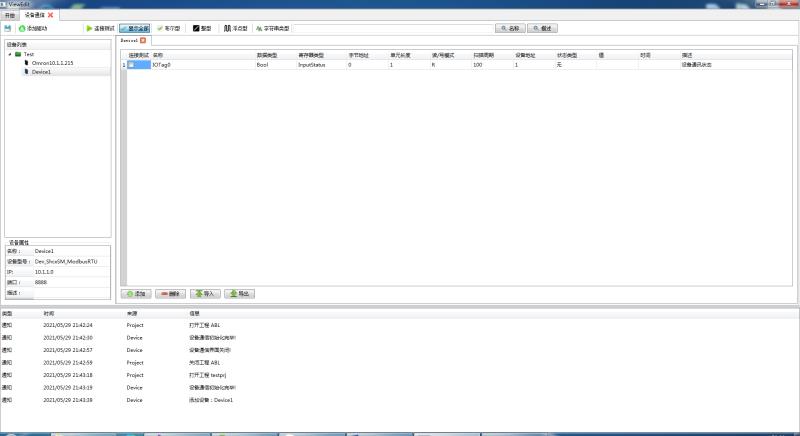 ViewEdit
开始 设备通信
添加驱动 连接测试 显示全部 布尔型 整型 浮点型 字符串类型 名称 描述
设备列表
Test
Omron10.1.1.215
Device1
Device1
连接测试 名称 数据类型 寄存器类型 字节地址 单元长度 读/写模式 扫描周期 设备地址 状态类型 值 时间 描述
1 IOTag0 Bool InputStatus 0 1 R 100 1 无 设备通讯状态
设备属性
名称： Device1
设备型号： Dev_ShcxSM_ModbusRTU
IP: 10.1.1.0
端口： 8888
描述：
添加 删除 导入 导出
类型 时间 来源 信息
通知 2021/05/29 21:42:24 Project 打开工程 ABL
通知 2021/05/29 21:42:30 Device 设备通信初始化完毕!
通知 2021/05/29 21:42:57 Device 设备通信界面关闭!
通知 2021/05/29 21:42:59 Project 关闭工程 ABL
通知 2021/05/29 21:43:18 Project 打开工程 testprj
通知 2021/05/29 21:43:19 Device 设备通信初始化完毕!
通知 2021/05/29 21:43:39 Device 添加设备：Device1